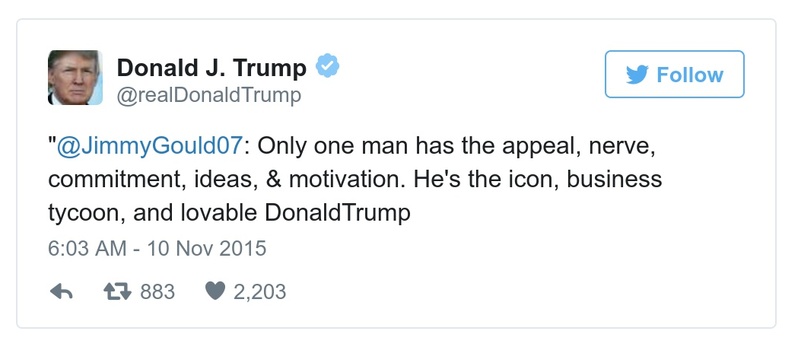 Donald J. Trump
@realDonaldTrump
Follow
"@JimmyGould07: Only one man has the appeal, nerve,
commitment, ideas, & motivation. He's the icon, business
tycoon, and lovable DonaldTrump
6:03 AM - 10 Nov 2015
883 2,203